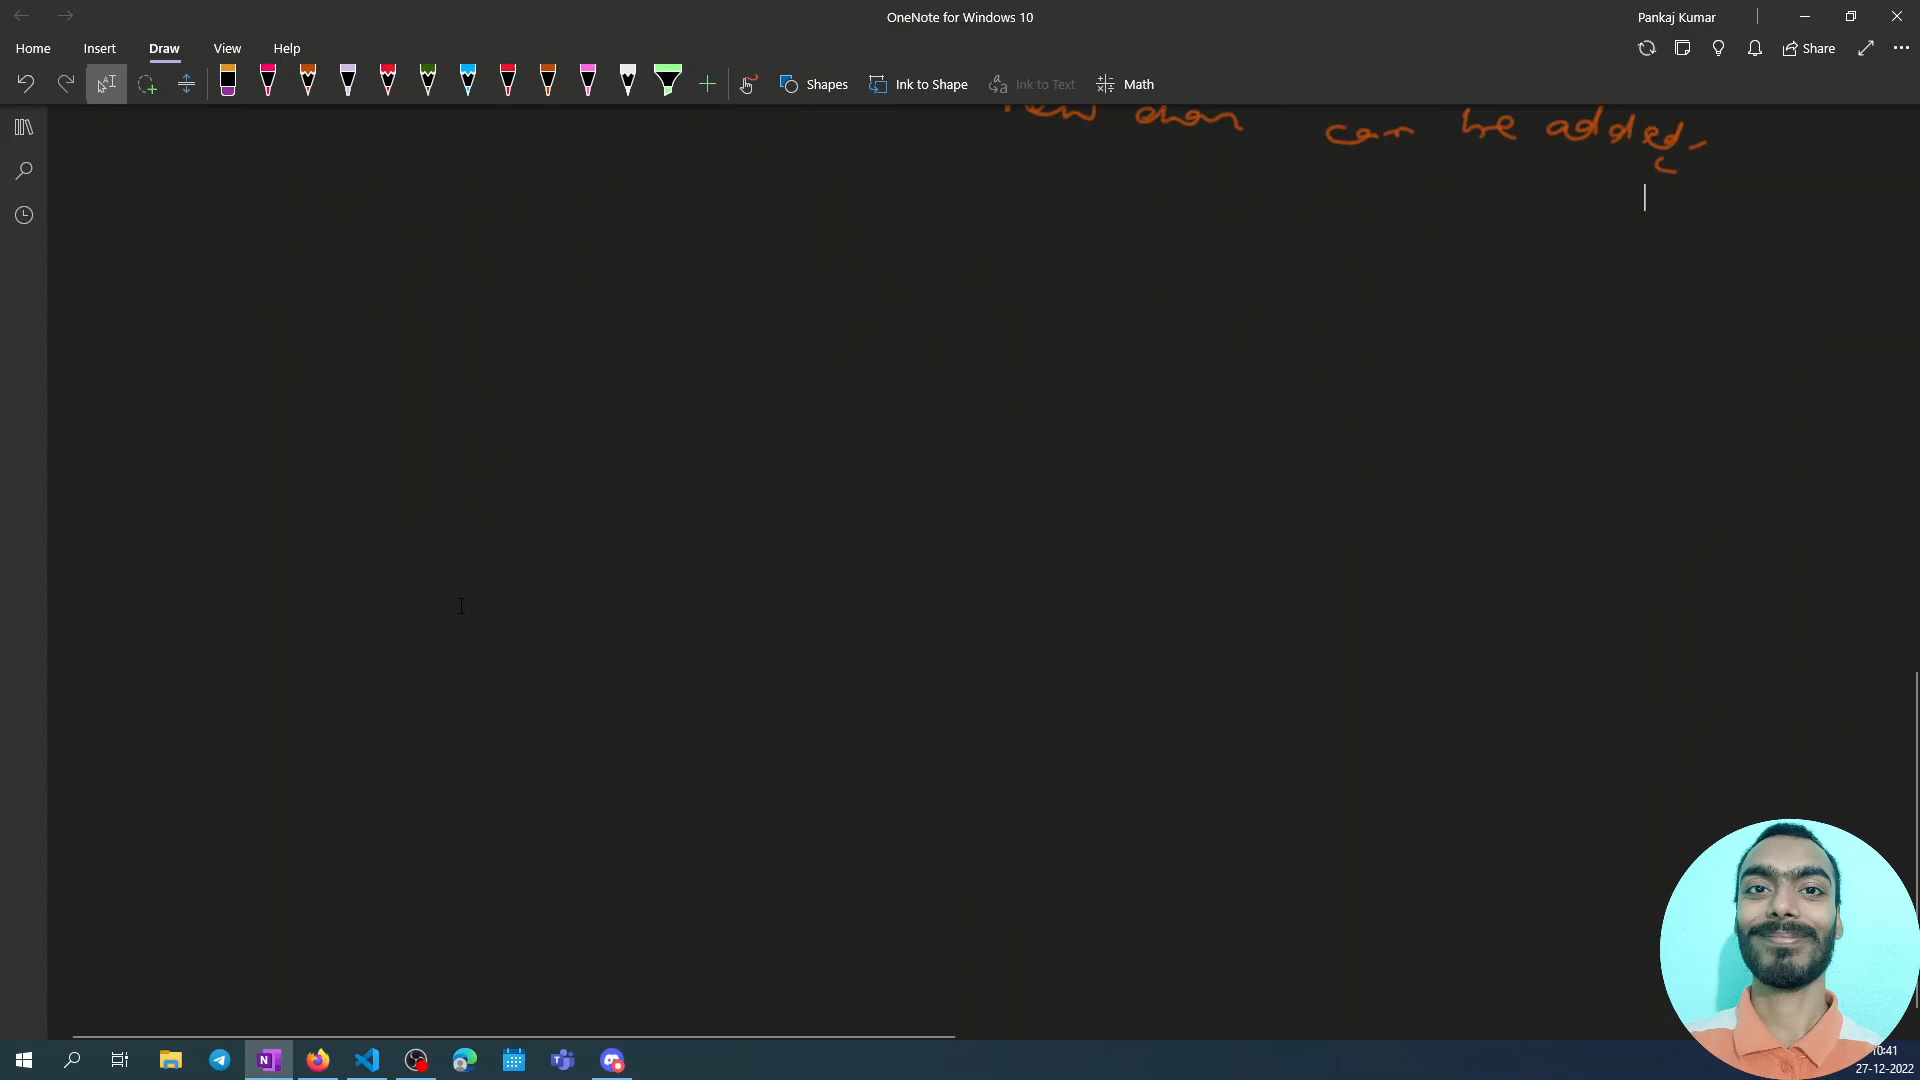 OneNote for Windows 10
Pankaj Kumar
Home Insert Draw View Help
Share
Shapes Ink to Shape Ink to Text Math
can be added
10:41
27-12-2022